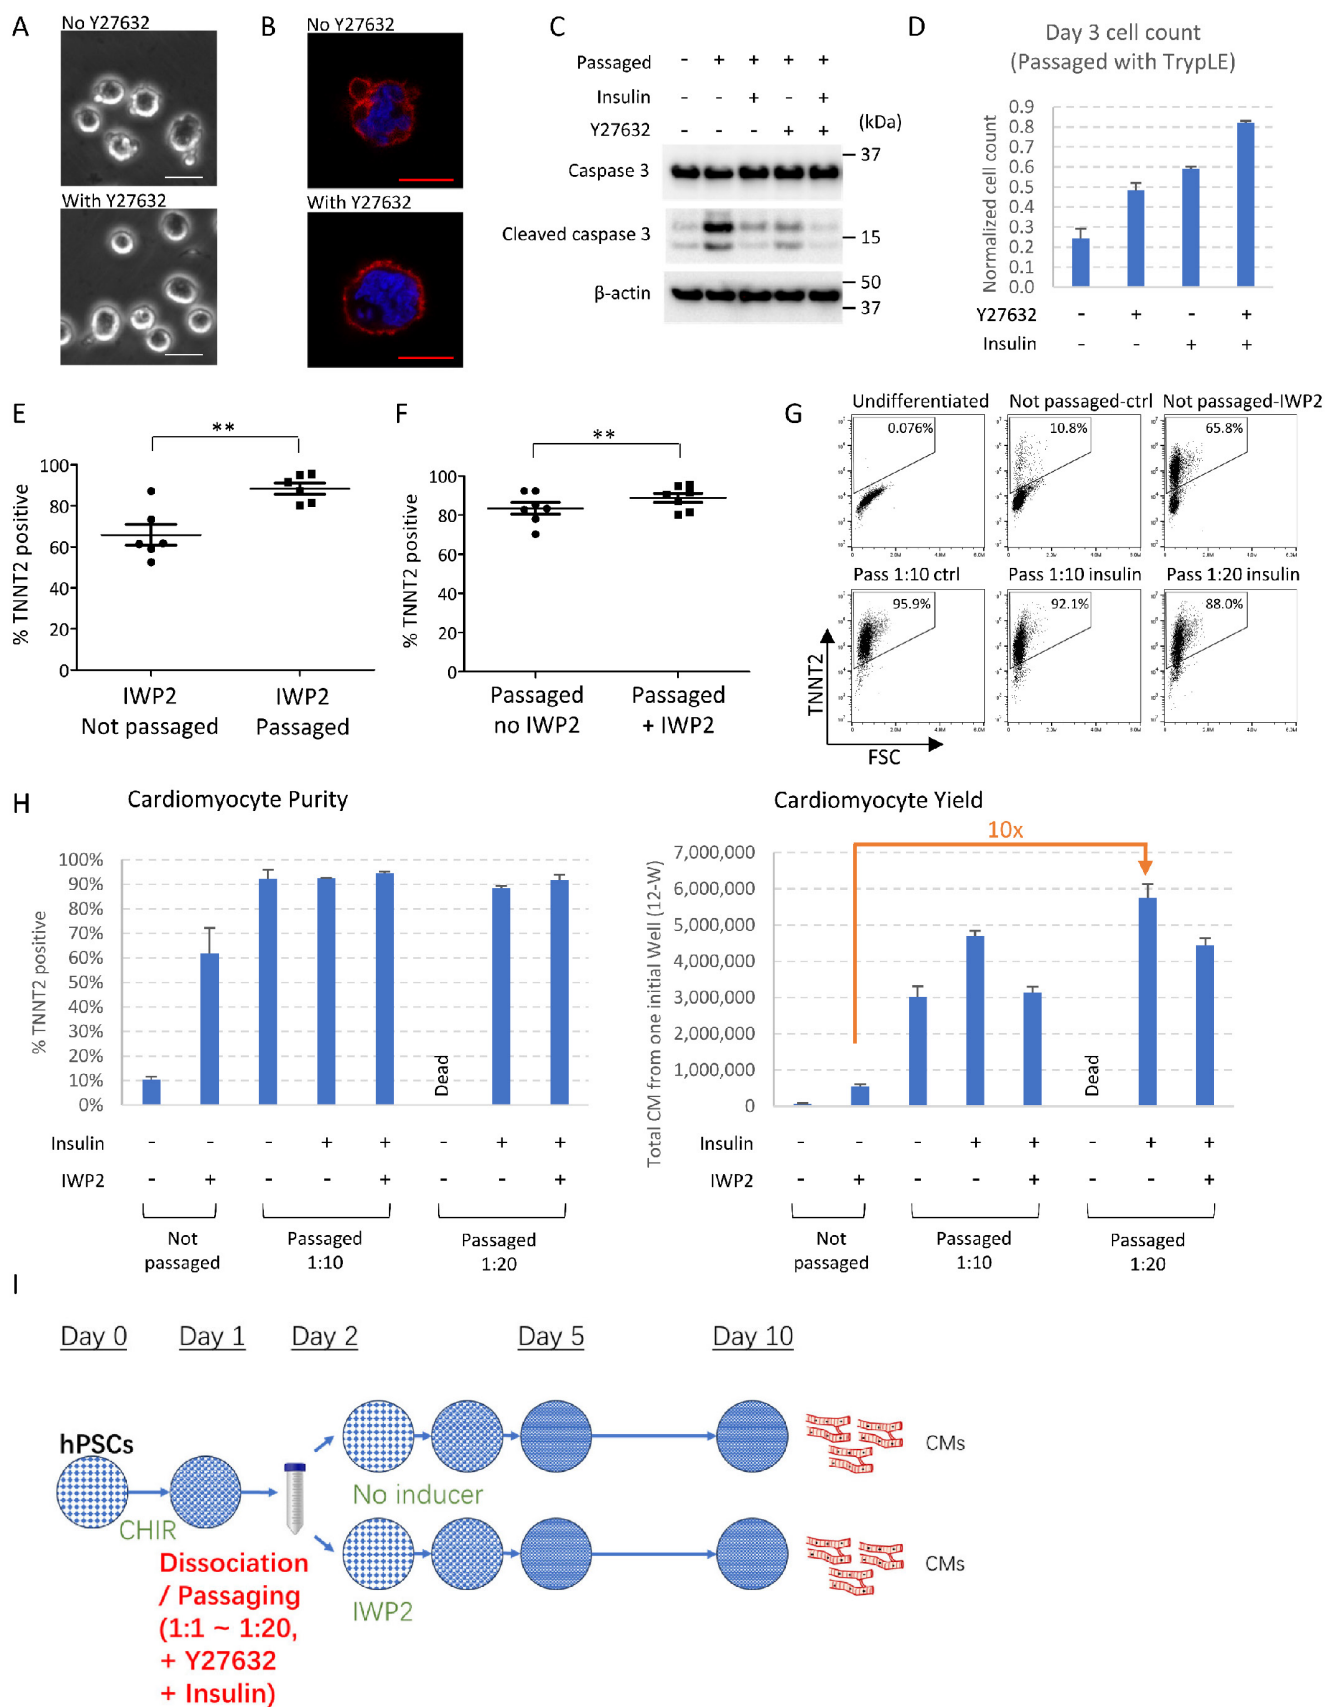 A
No Y27632
With Y27632
B
No Y27632
With Y27632
C
Passaged - + + + +
Insulin - - + - +
Y27632 - - - + +
(kDa)
Caspase 3
37
Cleaved caspase 3
15
β-actin
50
37
D
Day 3 cell count
(Passaged with TrypLE)
Normalized cell count
0.9
0.8
0.7
0.6
0.5
0.4
0.3
0.2
0.1
0.0
Y27632 - + - +
Insulin - - + +
E
**
% TNNT2 positive
100
80
60
40
20
0
IWP2
Not passaged
IWP2
Passaged
F
**
% TNNT2 positive
100
80
60
40
20
0
Passaged
no IWP2
Passaged
+ IWP2
G
Undifferentiated
0.076%
Not passaged-ctrl
10.8%
Not passaged-IWP2
65.8%
Pass 1:10 ctrl
95.9%
Pass 1:10 insulin
92.1%
Pass 1:20 insulin
88.0%
TNNT2
FSC
H
Cardiomyocyte Purity
% TNNT2 positive
100%
90%
80%
70%
60%
50%
40%
30%
20%
10%
0%
Dead
Insulin - - - + + - + +
IWP2 - + - - + - - +
Not
passaged
Passaged
1:10
Passaged
1:20
Cardiomyocyte Yield
10x
Total CM from one initial Well (12-W)
7,000,000
6,000,000
5,000,000
4,000,000
3,000,000
2,000,000
1,000,000
0
Dead
Insulin - - - + + - + +
IWP2 - + - - + - - +
Not
passaged
Passaged
1:10
Passaged
1:20
I
Day 0
Day 1
Day 2
Day 5
Day 10
hPSCs
CHIR
Dissociation
/ Passaging
(1:1 ~ 1:20,
+ Y27632
+ Insulin)
No inducer
CMs
IWP2
CMs